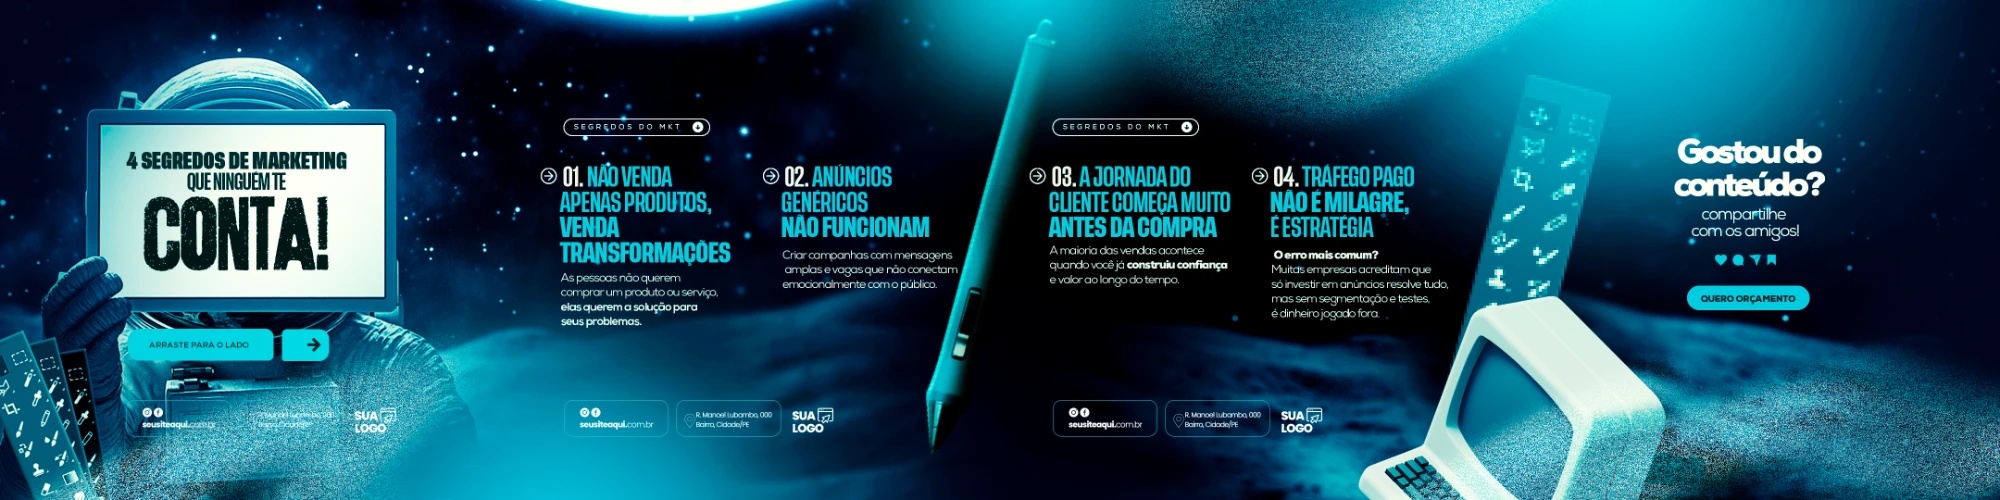 4 SEGREDOS DE MARKETING
QUE NINGUÉM TE
CONTA!
ARRASTE PARA O LADO
seusiteaqui.com.br
SUA
LOGO
SEGREDOS DO MKT
01. NÃO VENDA
APENAS PRODUTOS,
VENDA
TRANSFORMAÇÕES
As pessoas não querem
comprar um produto ou serviço,
elas querem a solução para
seus problemas.
02. ANÚNCIOS
GENÉRICOS
NÃO FUNCIONAM
Criar campanhas com mensagens
amplas e vagas que não conectam
emocionalmente com o público.
seusiteaqui.com.br
R. Manoel Lubambo, 000
Bairro, Cidade/PE
SUA
LOGO
SEGREDOS DO MKT
03. A JORNADA DO
CLIENTE COMEÇA MUITO
ANTES DA COMPRA
A maioria das vendas acontece
quando você já construiu confiança
e valor ao longo do tempo.
04. TRÁFEGO PAGO
NÃO É MILAGRE,
É ESTRATÉGIA
O erro mais comum?
Muitas empresas acreditam que
só investir em anúncios resolve tudo,
mas sem segmentação e testes,
é dinheiro jogado fora.
seusiteaqui.com.br
R. Manoel Lubambo, 000
Bairro, Cidade/PE
SUA
LOGO
Gostou do
conteúdo?
compartilhe
com os amigos!
QUERO ORÇAMENTO